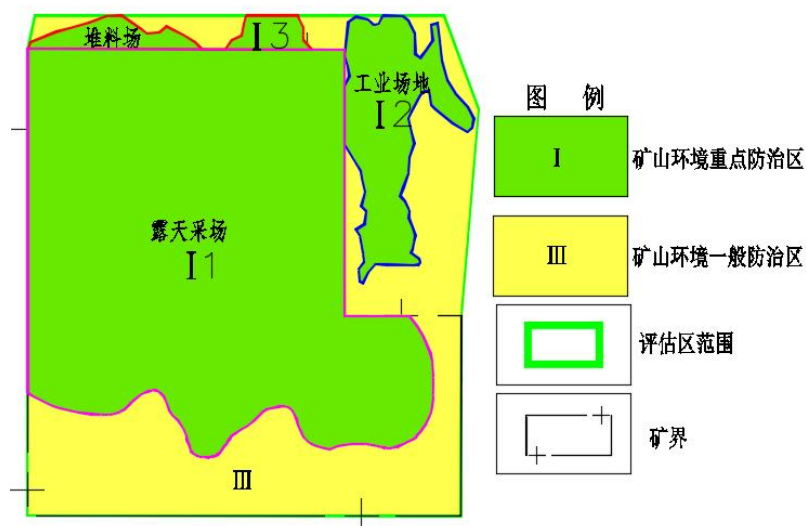 堆料场
I3
工业场地
I2
露天采场
I1
III
图 例
I
矿山环境重点防治区
III
矿山环境一般防治区
评估区范围
矿界